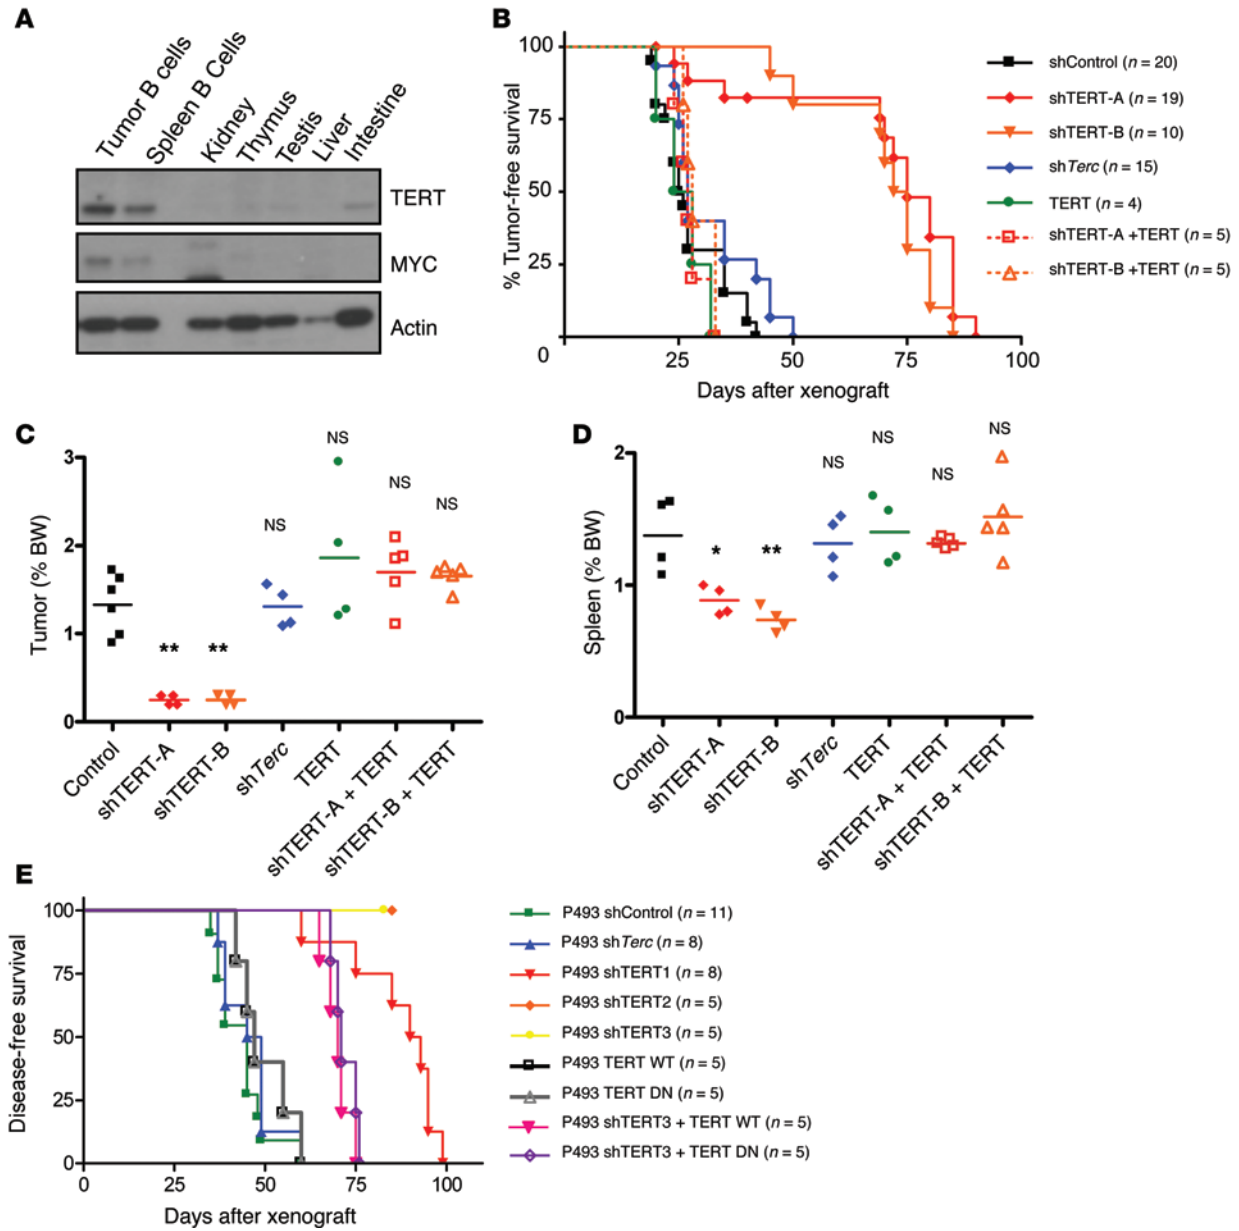 A
Tumor B cells
Spleen B Cells
Kidney
Thymus
Testis
Liver
Intestine
TERT
MYC
Actin
B
% Tumor-free survival
100
75
50
25
0
25
50
75
100
Days after xenograft
shControl (n = 20)
shTERT-A (n = 19)
shTERT-B (n = 10)
shTerc (n = 15)
TERT (n = 4)
shTERT-A +TERT (n = 5)
shTERT-B +TERT (n = 5)
C
Tumor (% BW)
3
2
1
0
**
**
NS
NS
NS
NS
Control
shTERT-A
shTERT-B
shTerc
TERT
shTERT-A + TERT
shTERT-B + TERT
D
Spleen (% BW)
2
1
0
*
**
NS
NS
NS
NS
Control
shTERT-A
shTERT-B
shTerc
TERT
shTERT-A + TERT
shTERT-B + TERT
E
Disease-free survival
100
75
50
25
0
0
25
50
75
100
Days after xenograft
P493 shControl (n = 11)
P493 shTerc (n = 8)
P493 shTERT1 (n = 8)
P493 shTERT2 (n = 5)
P493 shTERT3 (n = 5)
P493 TERT WT (n = 5)
P493 TERT DN (n = 5)
P493 shTERT3 + TERT WT (n = 5)
P493 shTERT3 + TERT DN (n = 5)